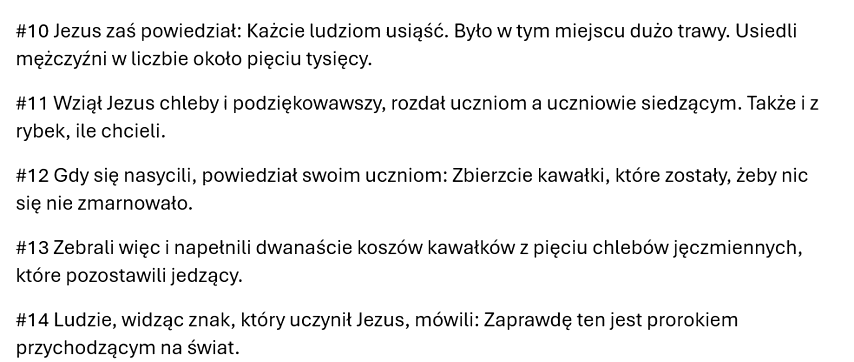 #10 Jezus zaś powiedział: Każcie ludziom usiąść. Było w tym miejscu dużo trawy. Usiedli
mężczyźni w liczbie około pięciu tysięcy.
#11 Wziął Jezus chleby i podziękowawszy, rozdał uczniom a uczniowie siedzącym. Także i z
rybek, ile chcieli.
#12 Gdy się nasycili, powiedział swoim uczniom: Zbierzcie kawałki, które zostały, żeby nic
się nie zmarnowało.
#13 Zebrali więc i napełnili dwanaście koszów kawałków z pięciu chlebów jęczmiennych,
które pozostawili jedzący.
#14 Ludzie, widząc znak, który uczynił Jezus, mówili: Zaprawdę ten jest prorokiem
przychodzącym na świat.